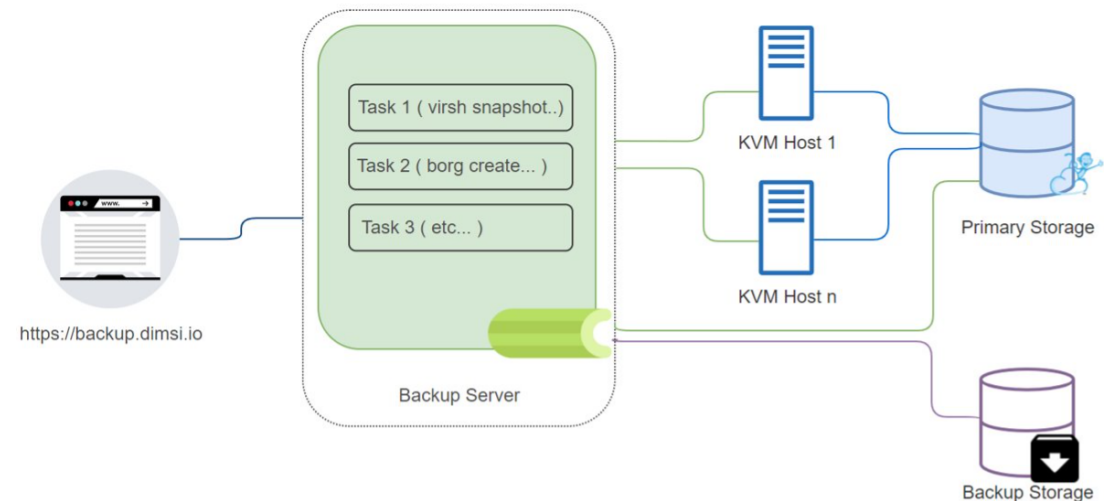 Task 1 ( virsh snapshot..)
Task 2 ( borg create... )
Task 3 ( etc... )
www.
https://backup.dimsi.io
Backup Server
KVM Host 1
KVM Host n
Primary Storage
Backup Storage